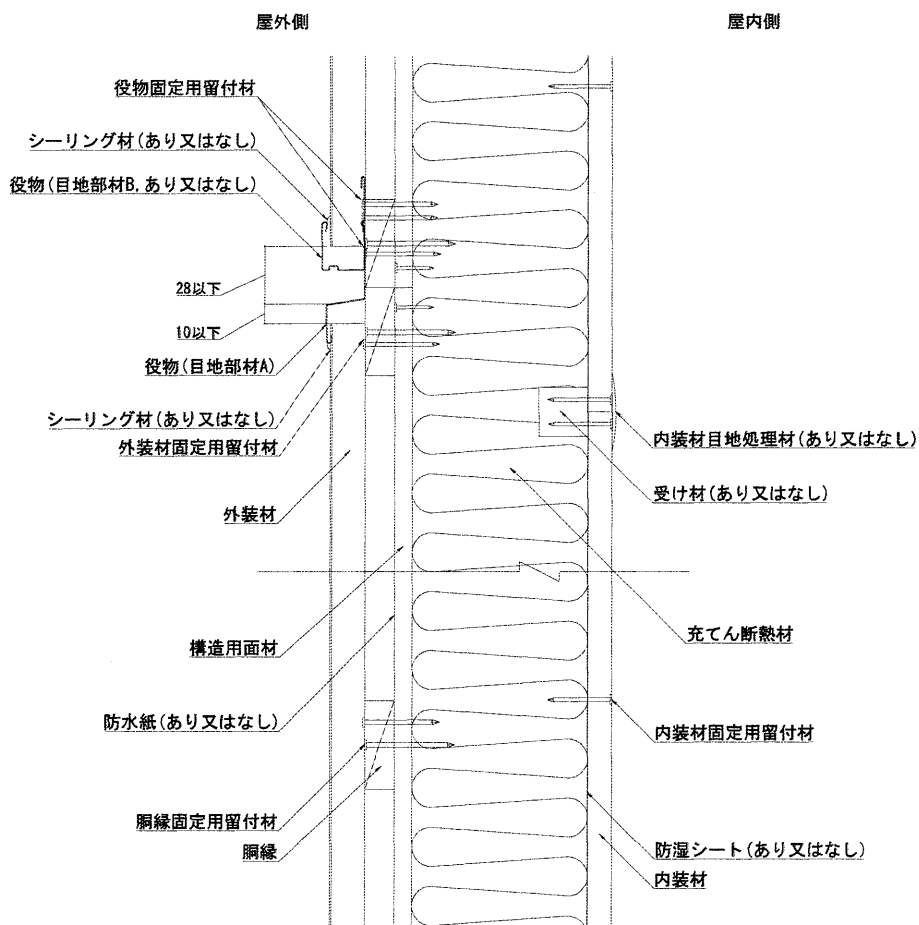 屋外側
屋内側
役物固定用留付材
シーリング材(あり又はなし)
役物(目地部材B,あり又はなし)
28以下
10以下
役物(目地部材A)
シーリング材(あり又はなし)
外装材固定用留付材
外装材
構造用面材
防水紙(あり又はなし)
胴縁固定用留付材
胴縁
内装材目地処理材(あり又はなし)
受け材(あり又はなし)
充てん断熱材
内装材固定用留付材
防湿シート(あり又はなし)
内装材